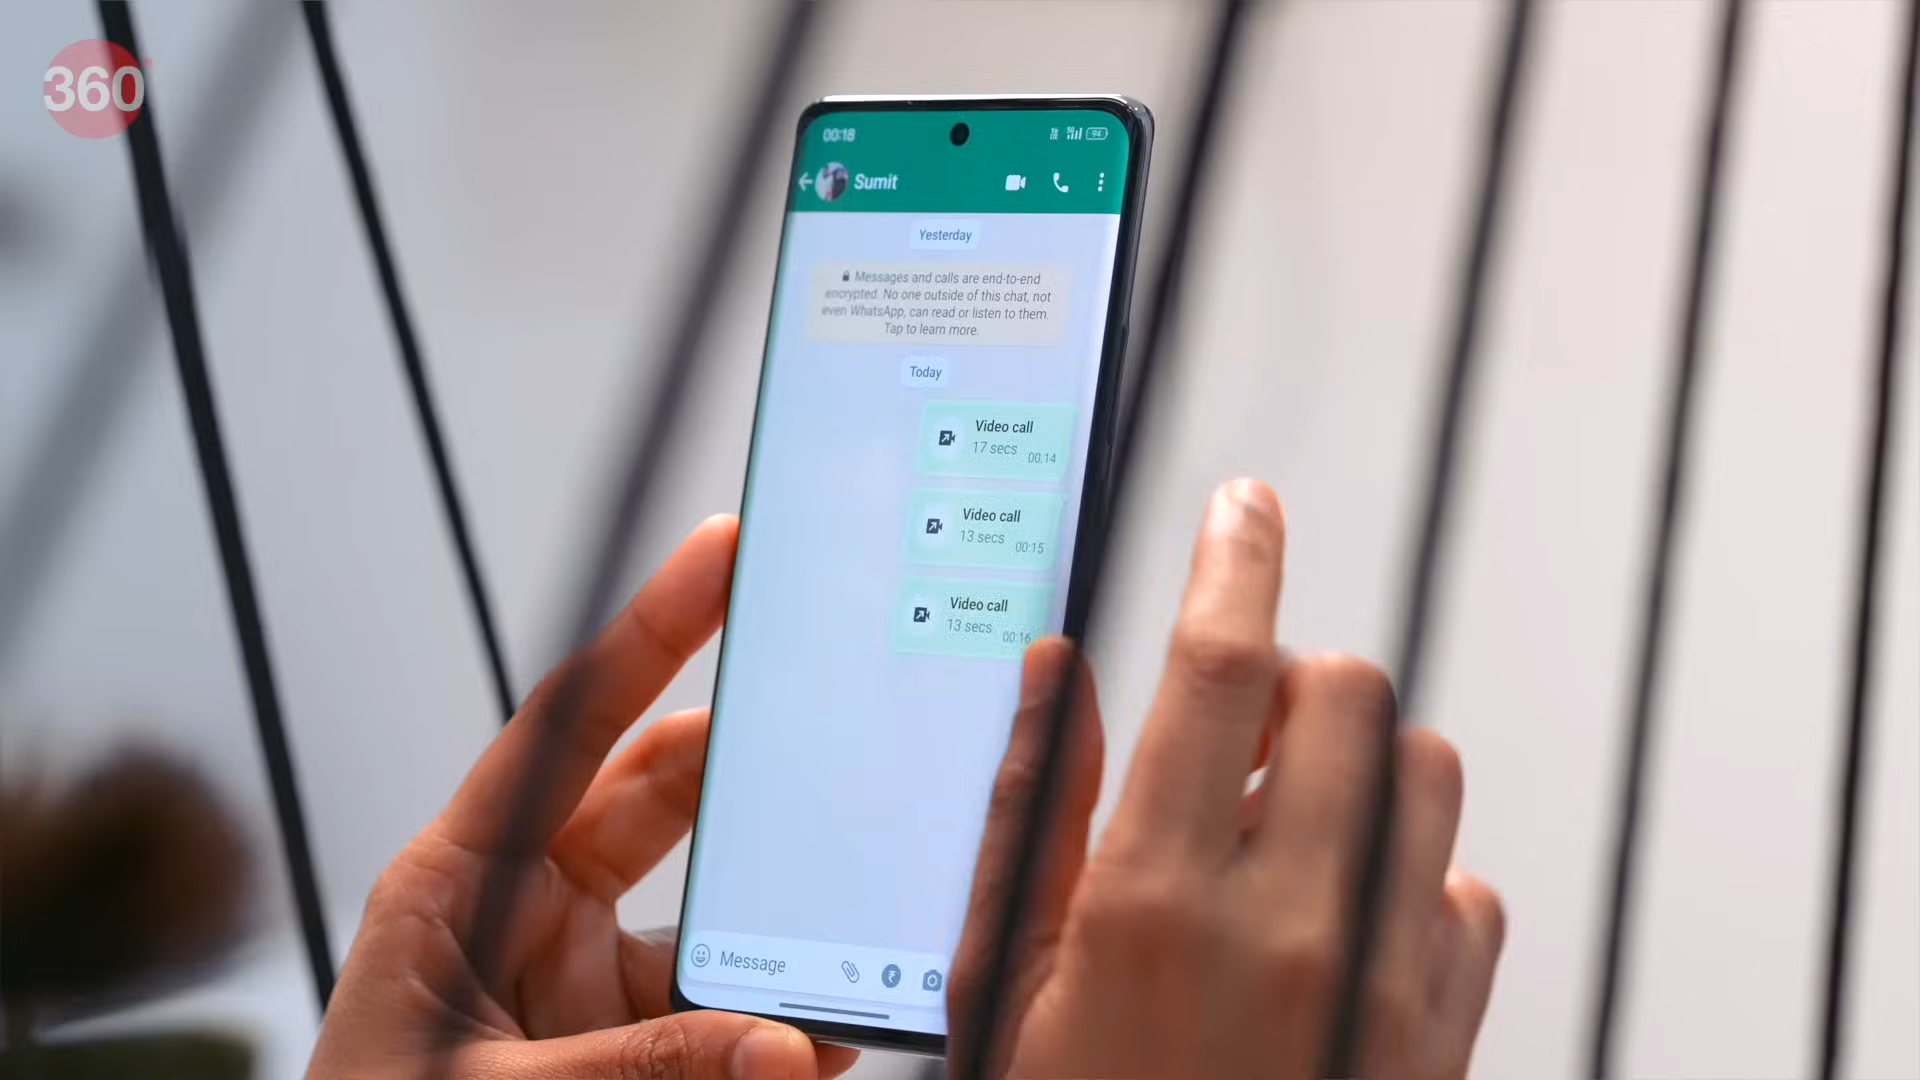 360
00:18
94
Sumit
Yesterday
Messages and calls are end-to-end
encrypted. No one outside of this chat, not
even WhatsApp, can read or listen to them.
Tap to learn more.
Today
Video call
17 secs 00:14
Video call
13 secs 00:15
Video call
13 secs 00:16
Message
₹